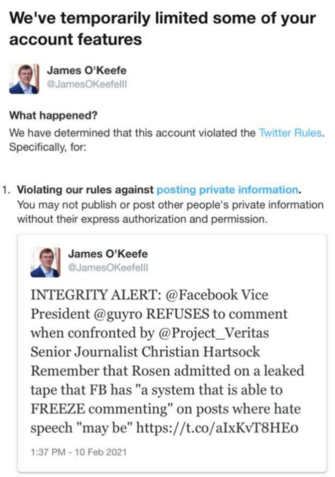 We've temporarily limited some of your
account features
James O'Keefe
@JamesOKeefeIII
What happened?
We have determined that this account violated the Twitter Rules.
Specifically, for:
1. Violating our rules against posting private information.
You may not publish or post other people's private information
without their express authorization and permission.
James O'Keefe
@JamesOKeefeIII
INTEGRITY ALERT: @Facebook Vice
President @guyro REFUSES to comment
when confronted by @Project_Veritas
Senior Journalist Christian Hartsock
Remember that Rosen admitted on a leaked
tape that FB has "a system that is able to
FREEZE commenting" on posts where hate
speech "may be" https://t.co/aIxKvT8HEo
1:37 PM - 10 Feb 2021